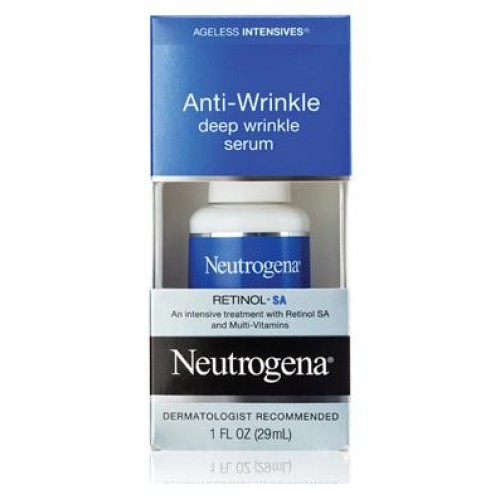 AGELESS INTENSIVES®
Anti-Wrinkle
deep wrinkle
serum
Neutrogena®
RETINOL • SA
An intensive treatment with Retinol SA
and Multi-Vitamins
Neutrogena®
DERMATOLOGIST RECOMMENDED
1 FL OZ (29mL)